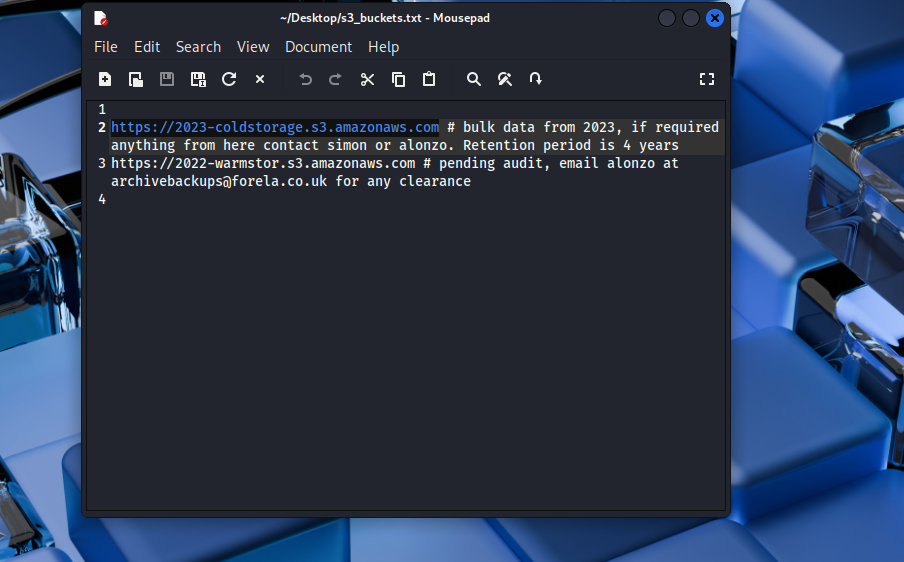 ~/Desktop/s3_buckets.txt - Mousepad
File Edit Search View Document Help
1
2 https://2023-coldstorage.s3.amazonaws.com # bulk data from 2023, if required
anything from here contact simon or alonzo. Retention period is 4 years
3 https://2022-warmstor.s3.amazonaws.com # pending audit, email alonzo at
archivebackups@forela.co.uk for any clearance
4